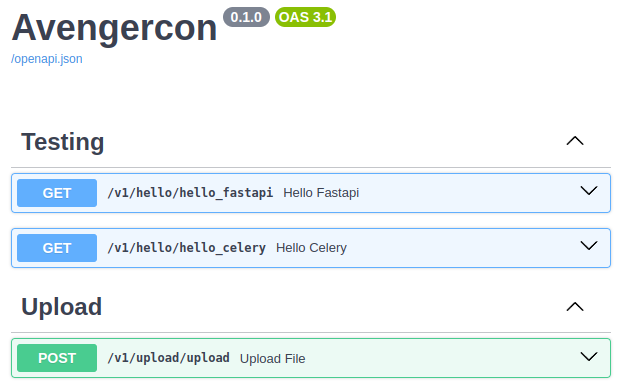 Avengercon 0.1.0 OAS 3.1
/openapi.json
Testing
GET /v1/hello/hello_fastapi Hello Fastapi
GET /v1/hello/hello_celery Hello Celery
Upload
POST /v1/upload/upload Upload File